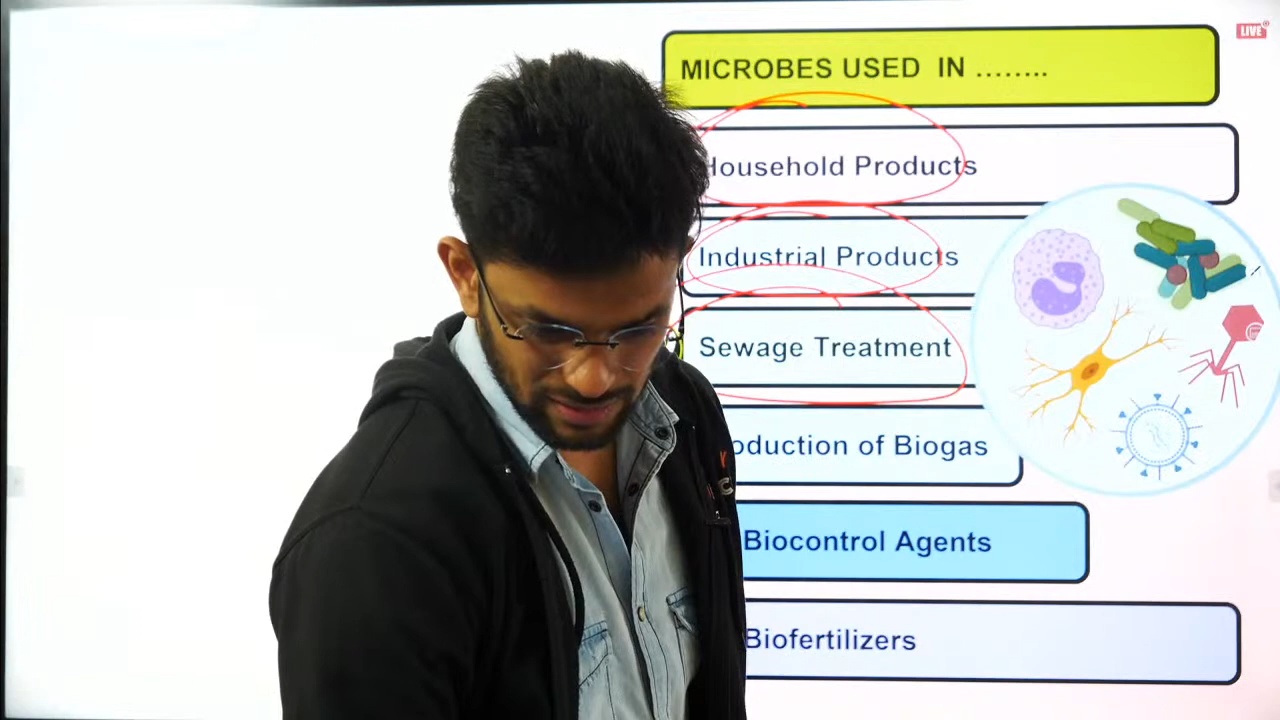 LIVE
MICROBES USED IN ........
Household Products
Industrial Products
Sewage Treatment
oduction of Biogas
Biocontrol Agents
Biofertilizers